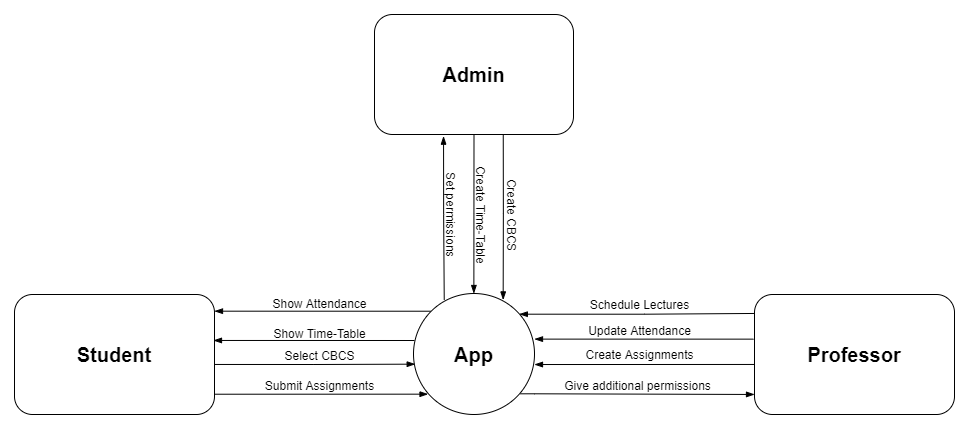 Admin
Set permissions
Create Time-Table
Create CBCS
Show Attendance
Show Time-Table
Select CBCS
Submit Assignments
Student
App
Schedule Lectures
Update Attendance
Create Assignments
Give additional permissions
Professor